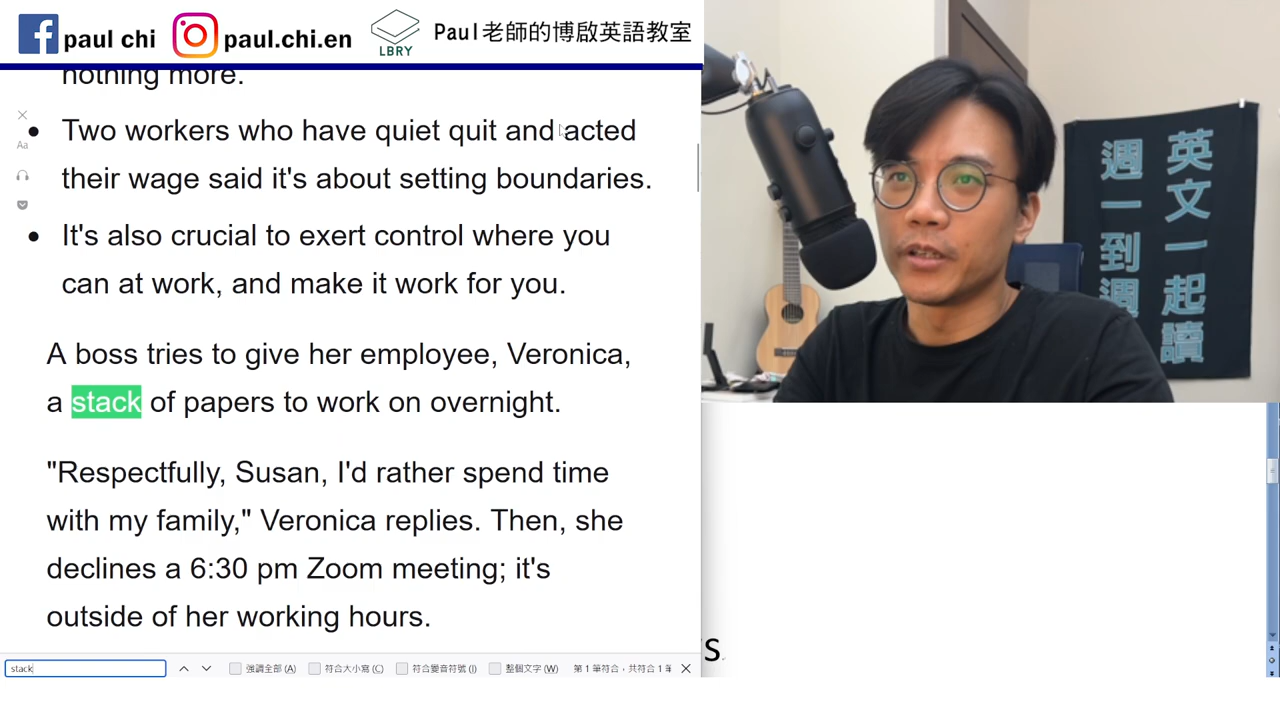 paul chi
paul.chi.en
LBRY
Paul老師的博啟英語教室
nothing more.
Two workers who have quiet quit and acted
their wage said it's about setting boundaries.
It's also crucial to exert control where you
can at work, and make it work for you.
A boss tries to give her employee, Veronica,
a stack of papers to work on overnight.
"Respectfully, Susan, I'd rather spend time
with my family," Veronica replies. Then, she
declines a 6:30 pm Zoom meeting; it's
outside of her working hours.
Aa
stack
強調全部(A)
符合大小寫(C)
符合變音符號(I)
整個文字(W)
第1筆符合，共符合1筆
英文一起讀
週一到週
s.